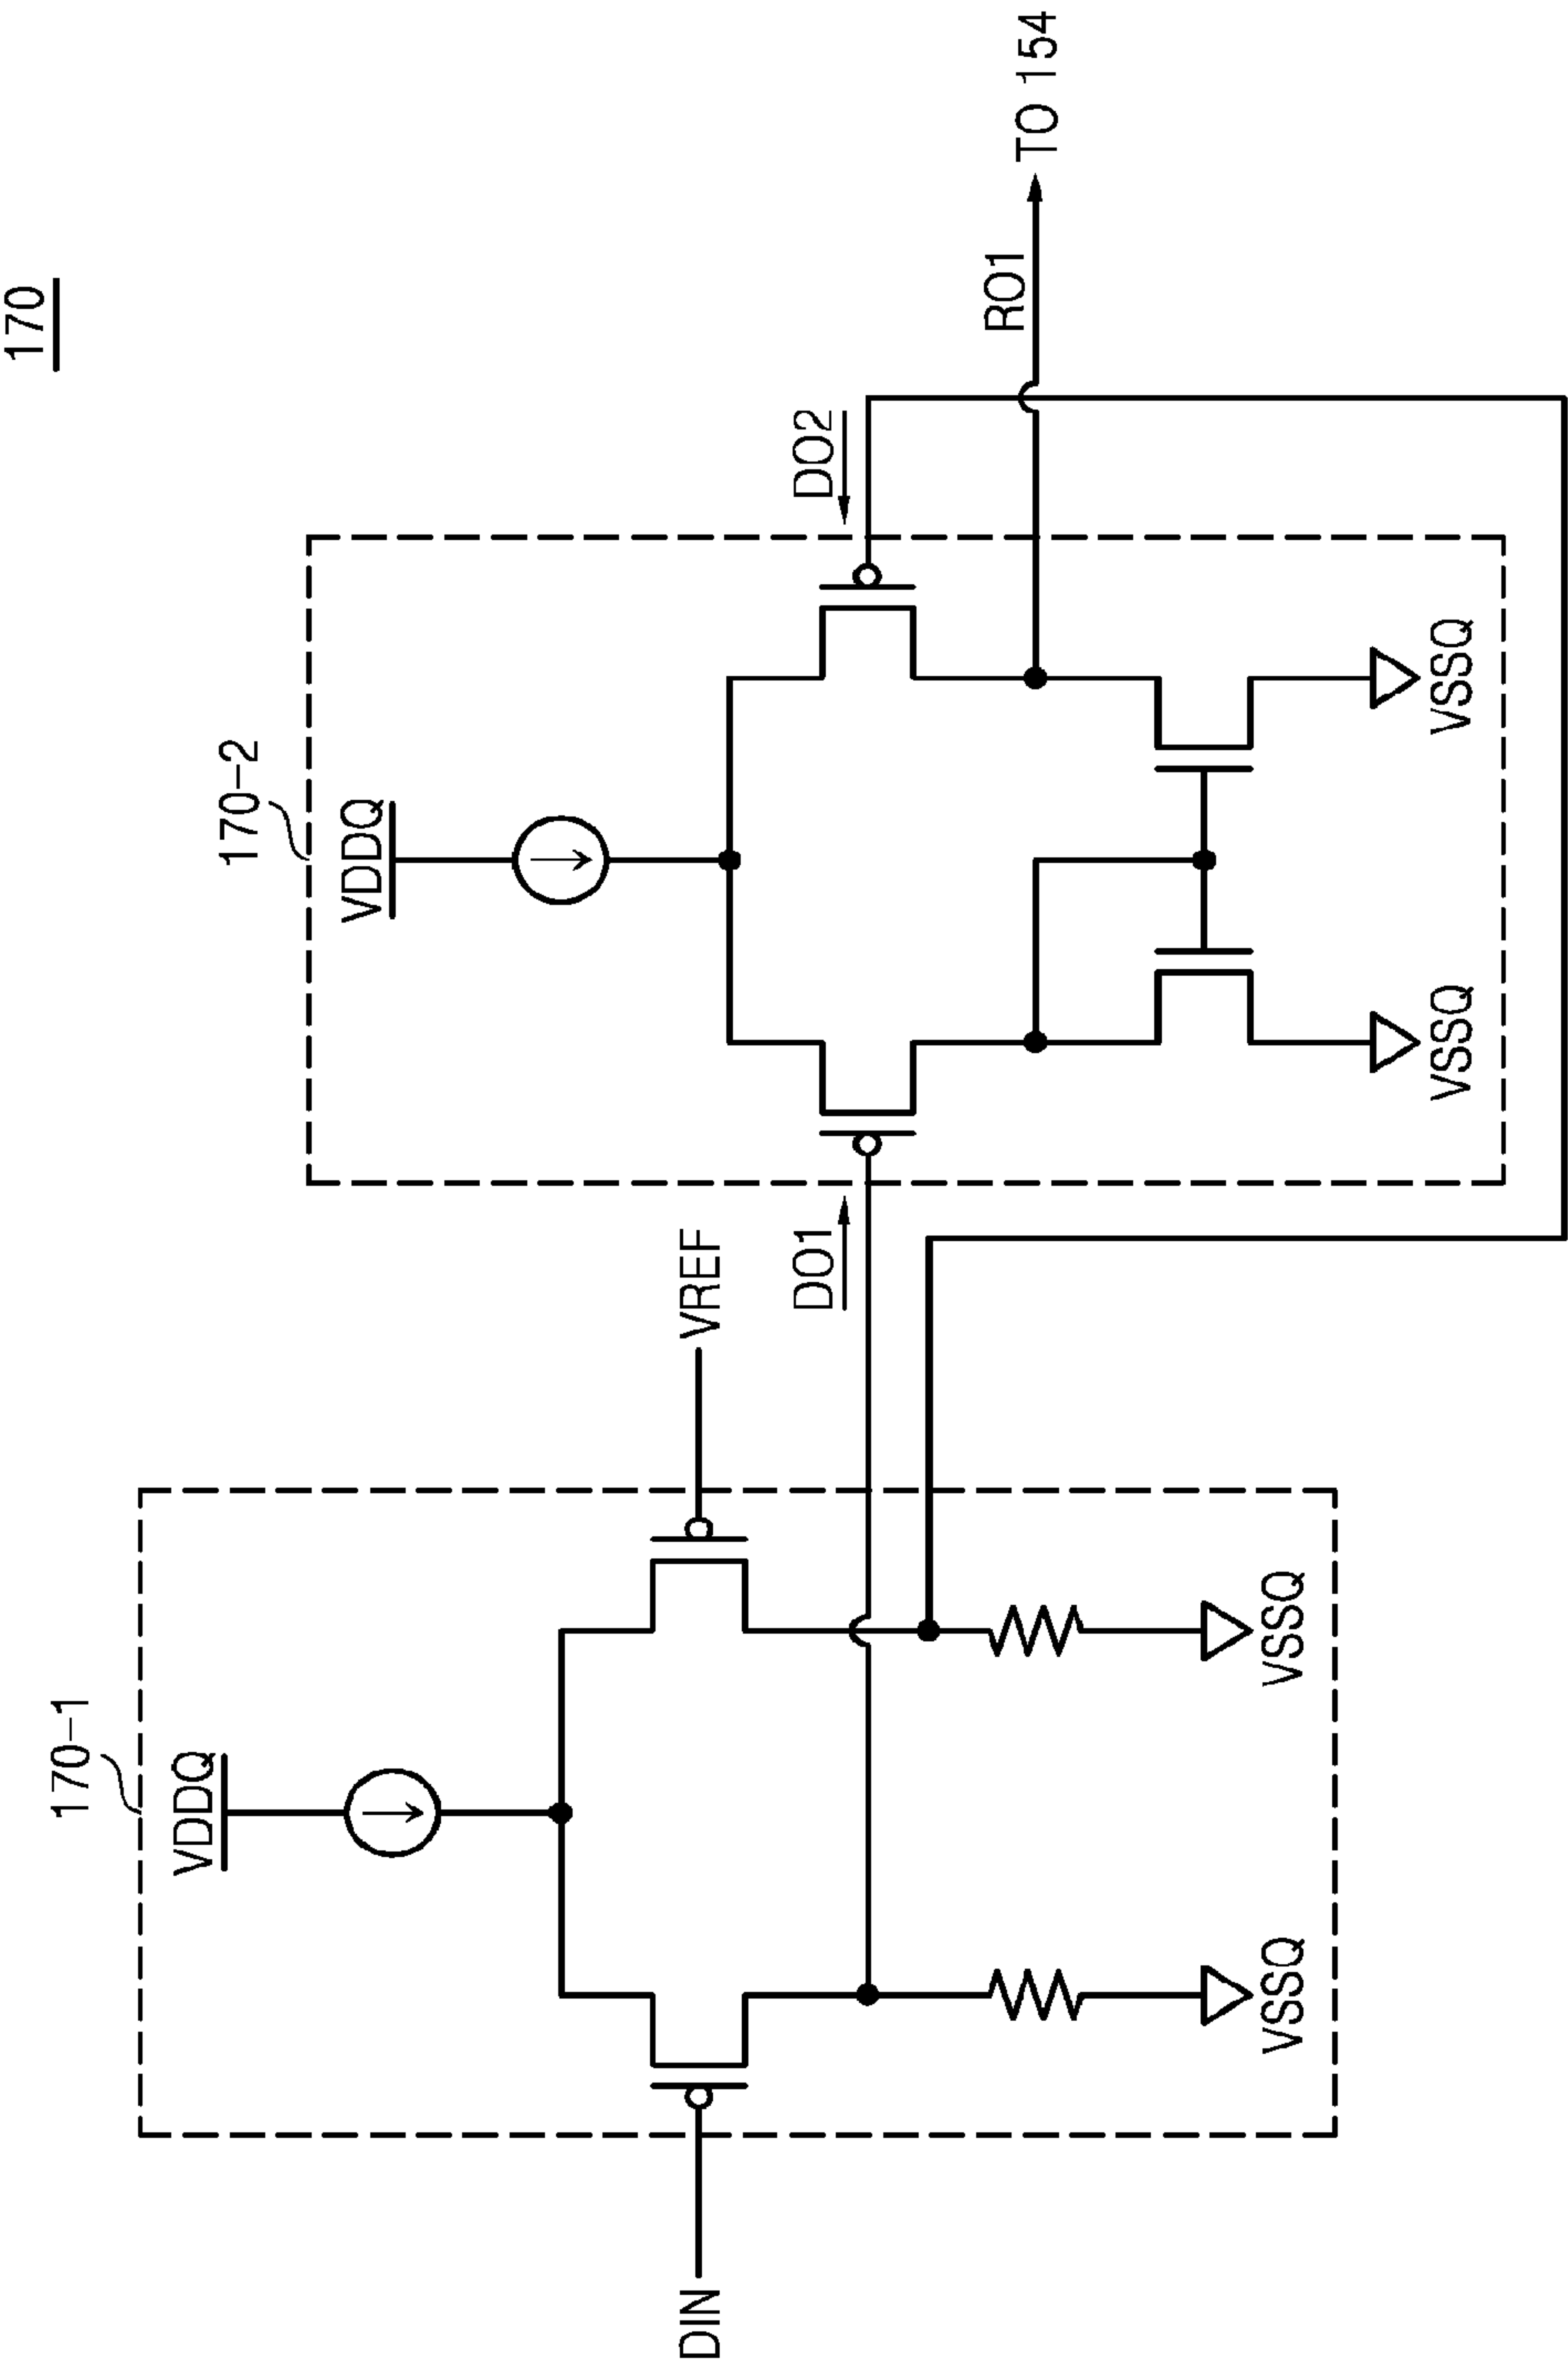 170
170-1
VDDQ
DIN
VREF
VSSQ
VSSQ
170-2
VDDQ
DO1
DO2
RO1
TO 154
VSSQ
VSSQ